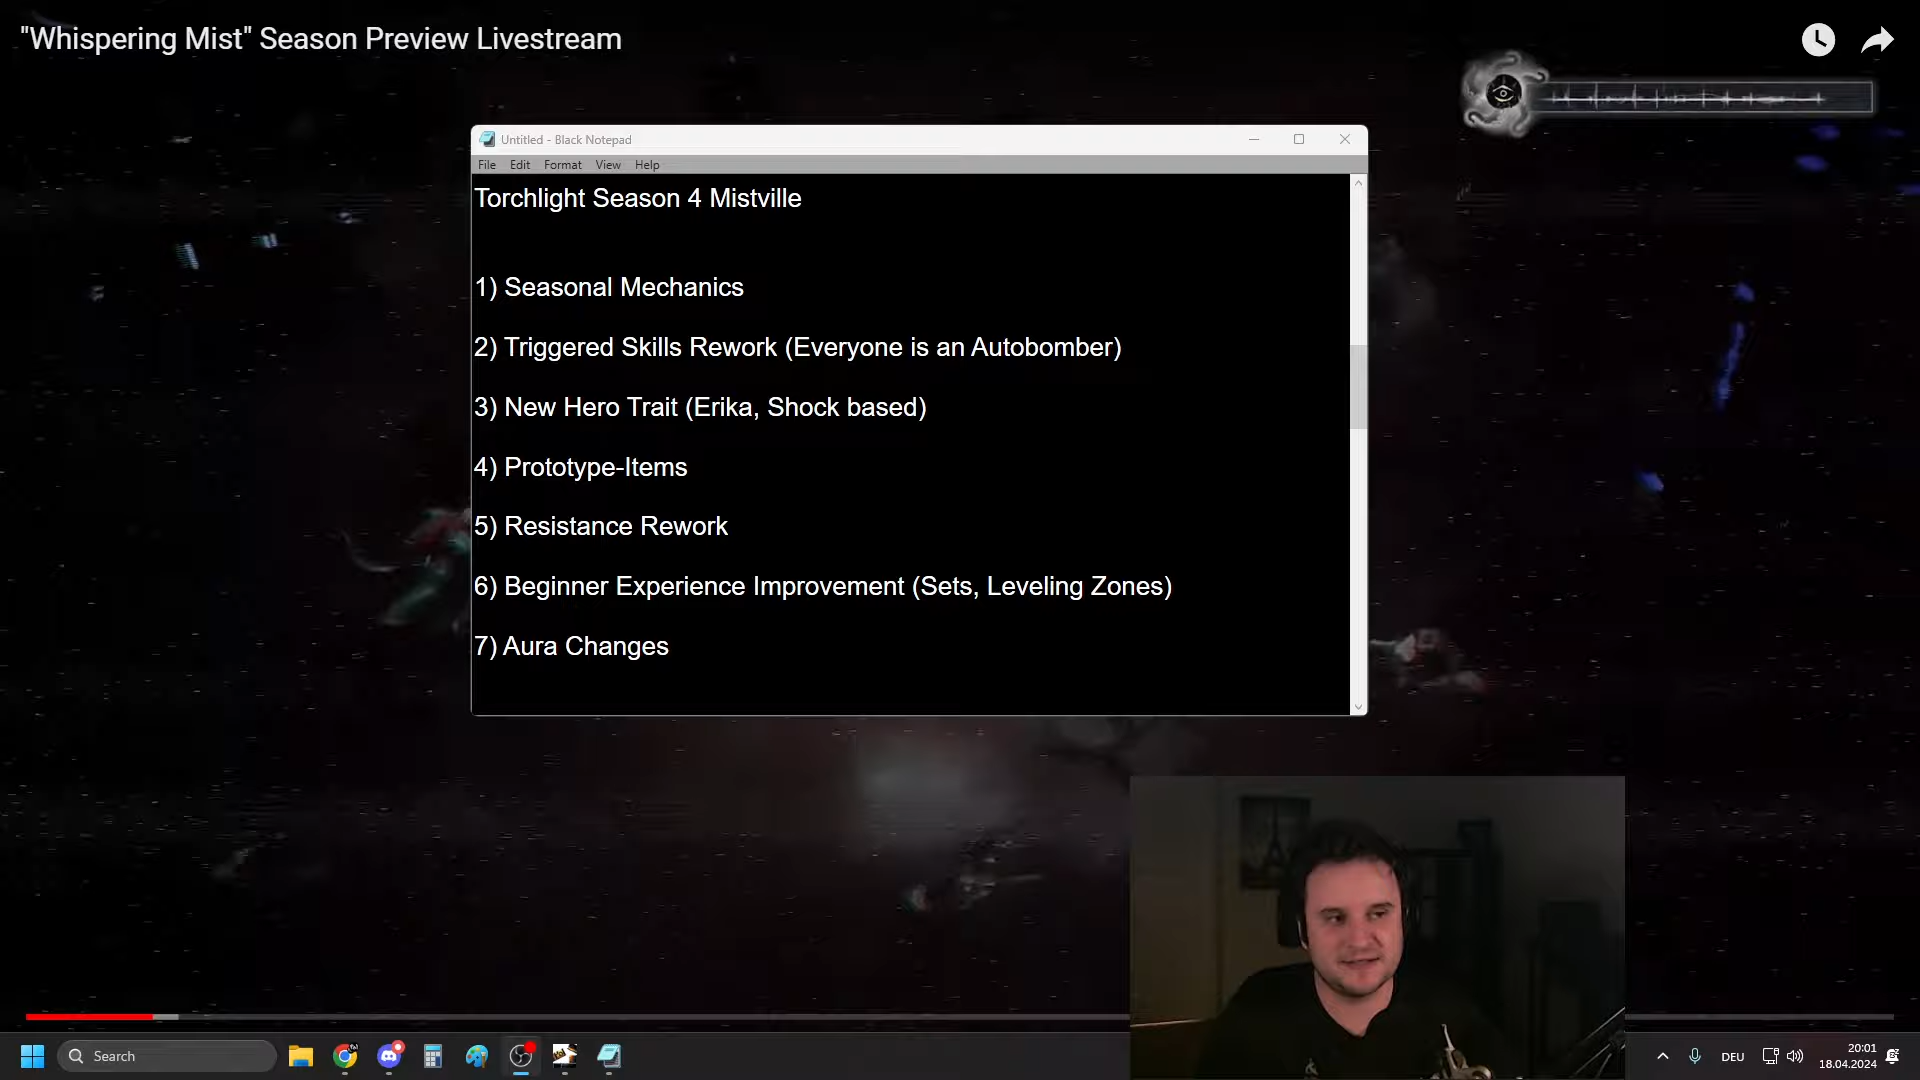 "Whispering Mist" Season Preview Livestream
Untitled - Black Notepad
File Edit Format View Help
Torchlight Season 4 Mistville
1) Seasonal Mechanics
2) Triggered Skills Rework (Everyone is an Autobomber)
3) New Hero Trait (Erika, Shock based)
4) Prototype-Items
5) Resistance Rework
6) Beginner Experience Improvement (Sets, Leveling Zones)
7) Aura Changes
Search
DEU
20:01
18.04.2024